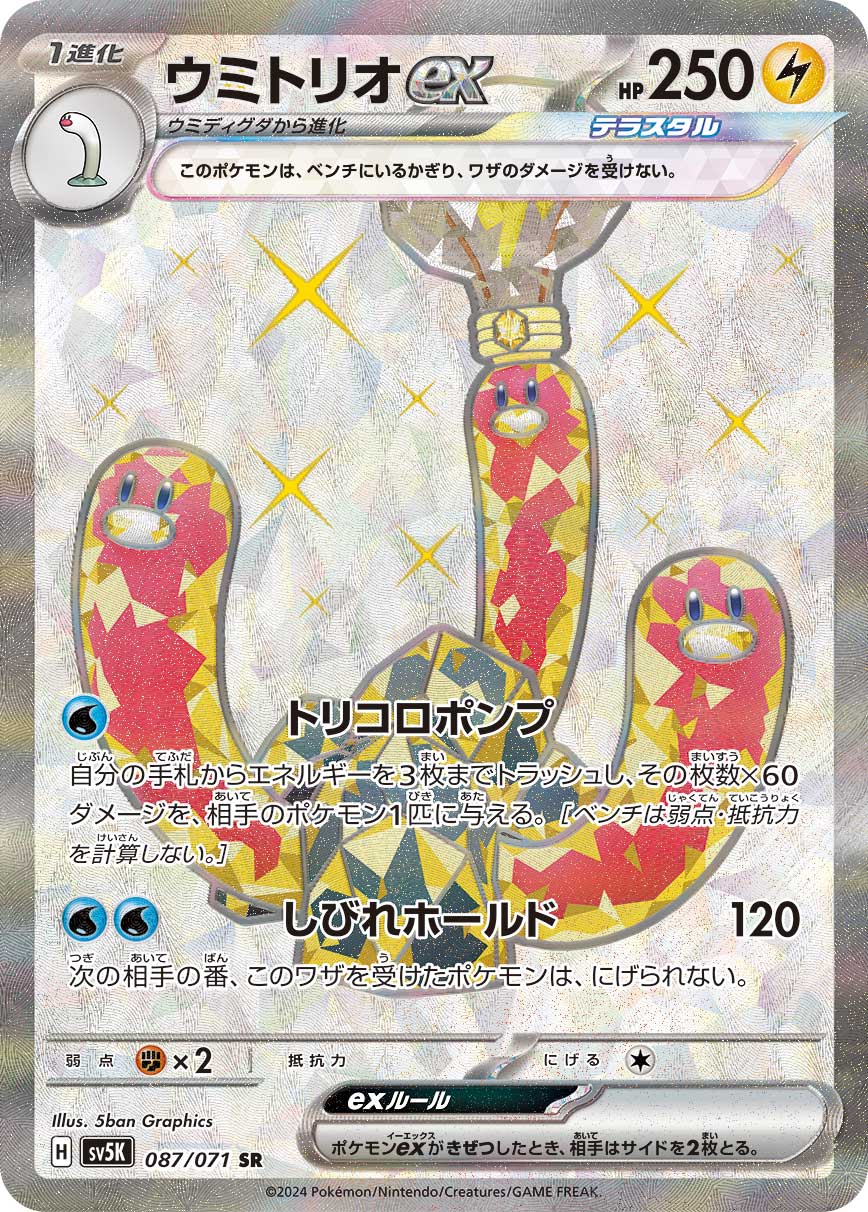 1進化
ウミトリオex HP250
ウミディグダから進化 テラスタル
このポケモンは、ベンチにいるかぎり、ワザのダメージを受けない。
トリコロポンプ
自分の手札からエネルギーを3枚までトラッシュし、その枚数×60
ダメージを、相手のポケモン1匹に与える。[ベンチは弱点・抵抗力
を計算しない。]
しびれホールド 120
次の相手の番、このワザを受けたポケモンは、にげられない。
弱点 ×2 抵抗力 にげる
exルール
ポケモンexがきぜつしたとき、相手はサイドを2枚とる。
Illus. 5ban Graphics
H sv5K 087/071 SR
©2024 Pokémon/Nintendo/Creatures/GAME FREAK.